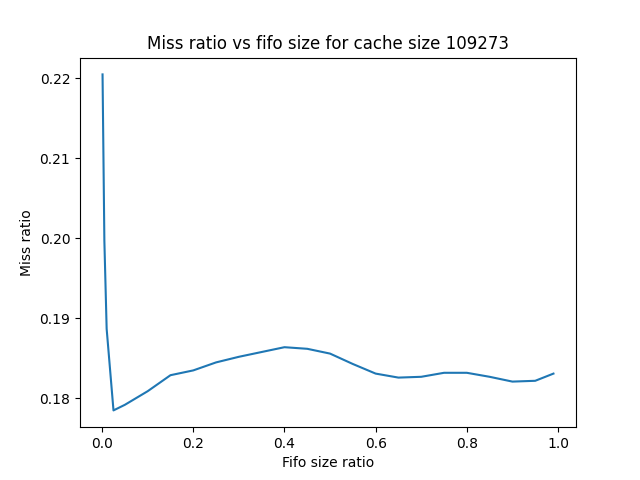 Miss ratio vs fifo size for cache size 109273
0.22
0.21
0.20
0.19
0.18
Miss ratio
0.0 0.2 0.4 0.6 0.8 1.0
Fifo size ratio